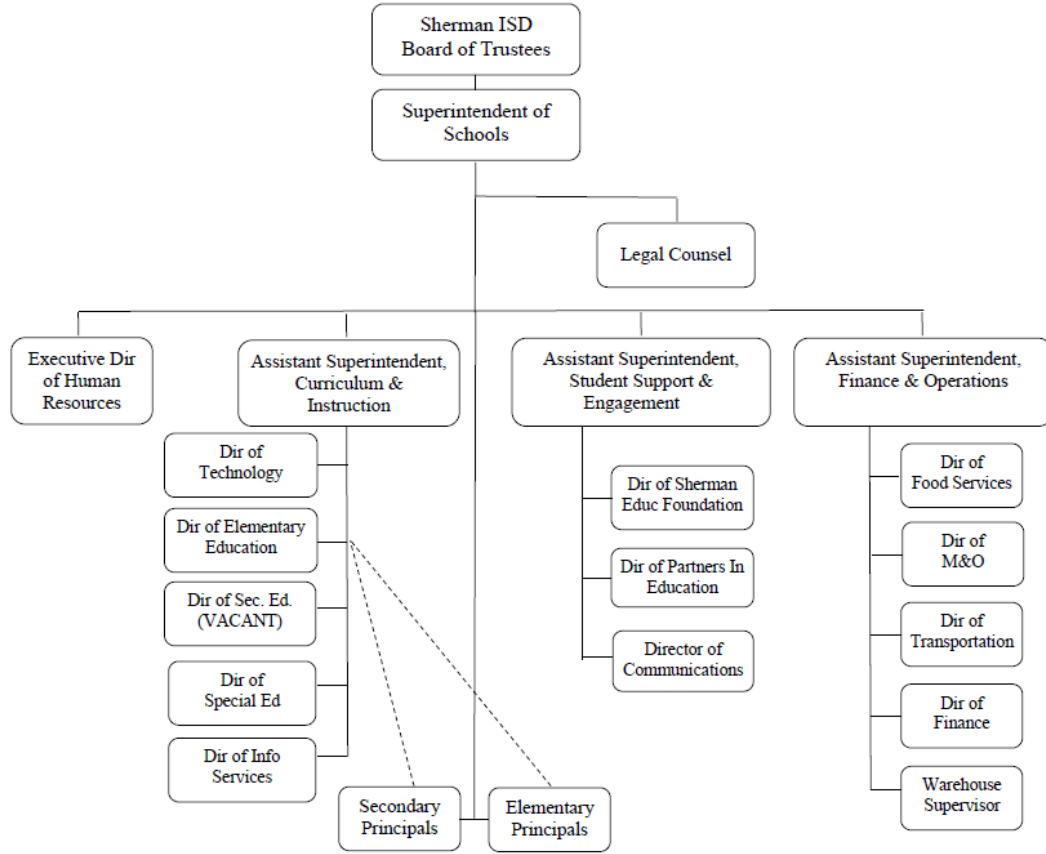 Sherman ISD
Board of Trustees
Superintendent of
Schools
Legal Counsel
Executive Dir
of Human
Resources
Assistant Superintendent,
Curriculum &
Instruction
Assistant Superintendent,
Student Support &
Engagement
Assistant Superintendent,
Finance & Operations
Dir of
Technology
Dir of Elementary
Education
Dir of Sec. Ed.
(VACANT)
Dir of
Special Ed
Dir of Info
Services
Secondary
Principals
Elementary
Principals
Dir of Sherman
Educ Foundation
Dir of Partners In
Education
Director of
Communications
Dir of
Food Services
Dir of
M&O
Dir of
Transportation
Dir of
Finance
Warehouse
Supervisor